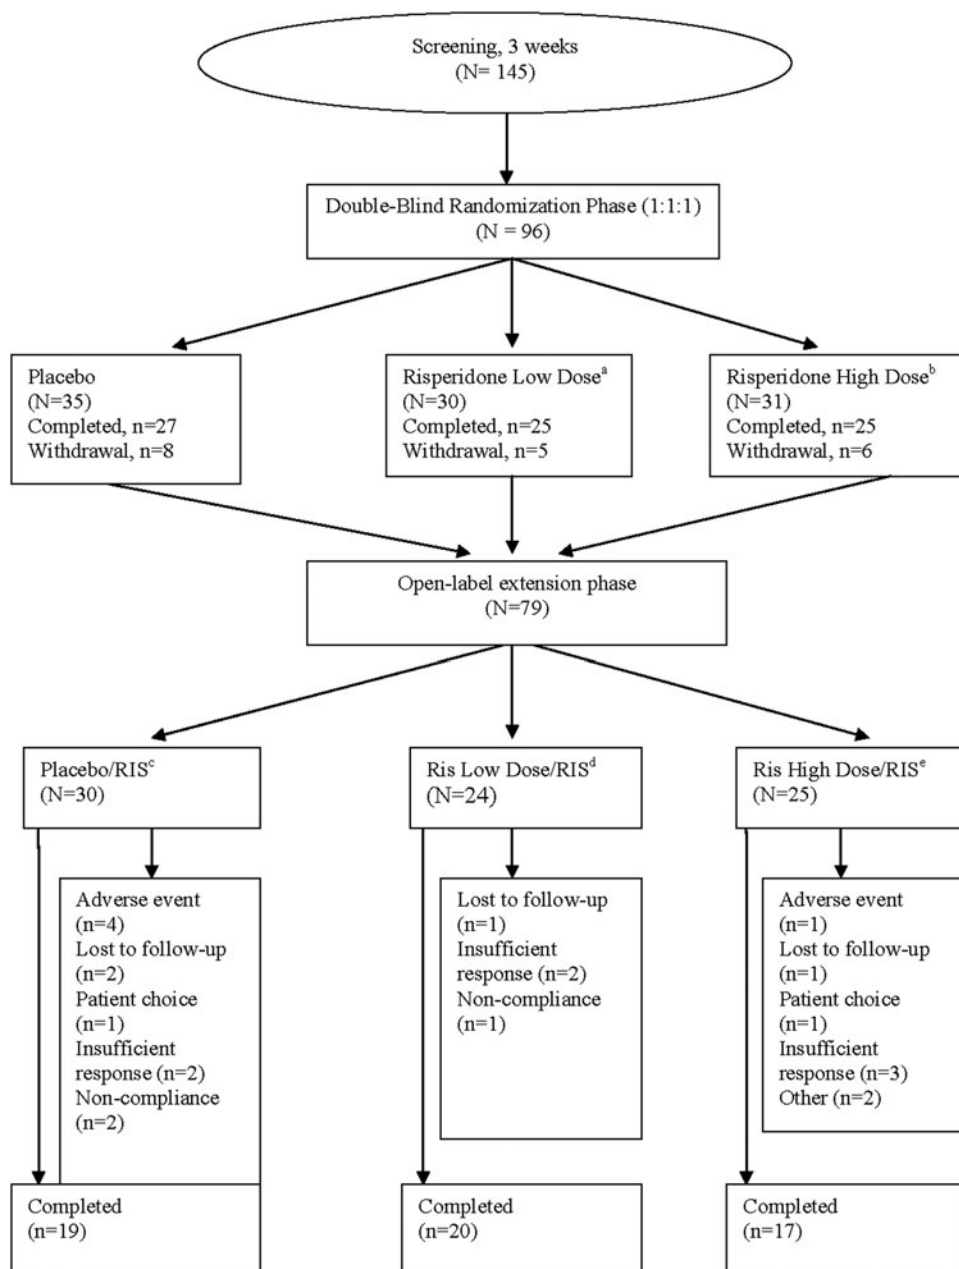 Screening, 3 weeks
(N= 145)
Double-Blind Randomization Phase (1:1:1)
(N = 96)
Placebo
(N=35)
Completed, n=27
Withdrawal, n=8
Risperidone Low Doseᵃ
(N=30)
Completed, n=25
Withdrawal, n=5
Risperidone High Doseᵇ
(N=31)
Completed, n=25
Withdrawal, n=6
Open-label extension phase
(N=79)
Placebo/RISᶜ
(N=30)
Ris Low Dose/RISᵈ
(N=24)
Ris High Dose/RISᵉ
(N=25)
Adverse event
(n=4)
Lost to follow-up
(n=2)
Patient choice
(n=1)
Insufficient
response (n=2)
Non-compliance
(n=2)
Lost to follow-up
(n=1)
Insufficient
response (n=2)
Non-compliance
(n=1)
Adverse event
(n=1)
Lost to follow-up
(n=1)
Patient choice
(n=1)
Insufficient
response (n=3)
Other (n=2)
Completed
(n=19)
Completed
(n=20)
Completed
(n=17)